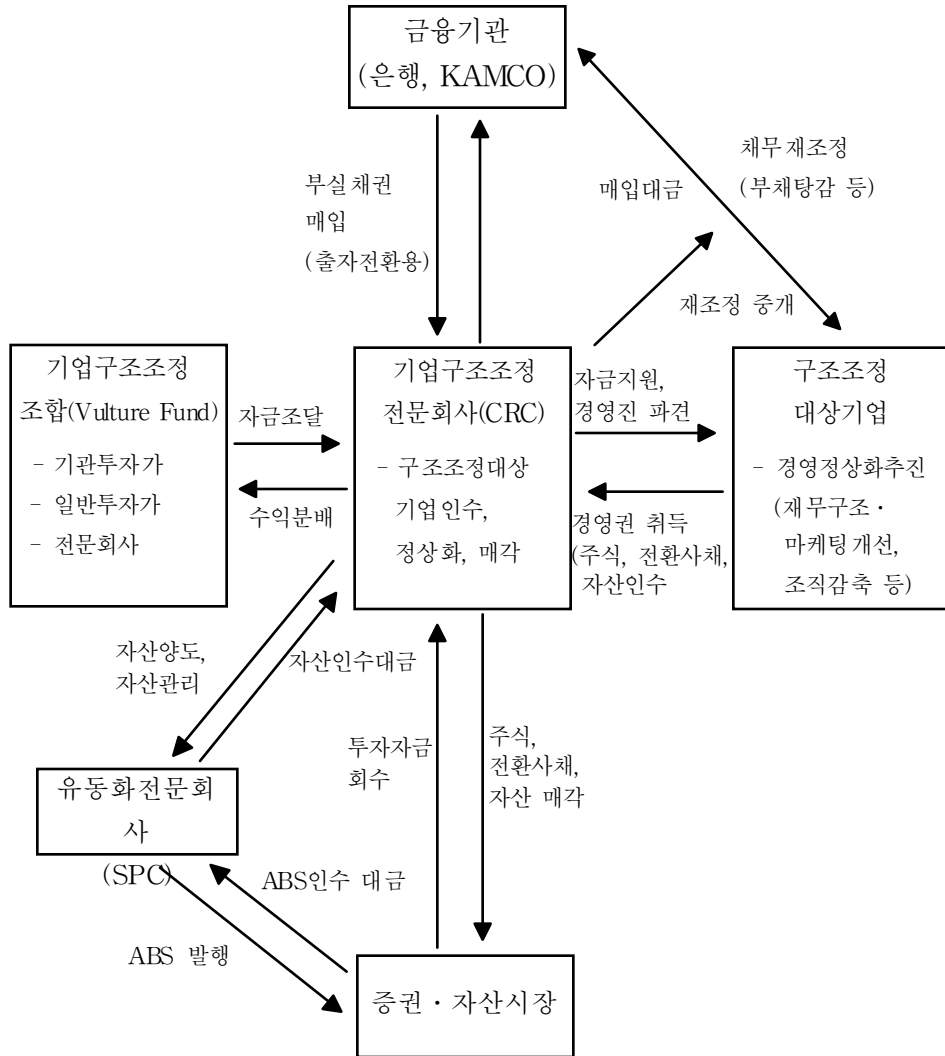 금융기관
(은행, KAMCO)
부실채권
매입
(출자전환용)
매입대금
채무재조정
(부채탕감 등)
재조정 중개
기업구조조정
조합(Vulture Fund)
- 기관투자가
- 일반투자가
- 전문회사
자금조달
수익분배
기업구조조정
전문회사(CRC)
- 구조조정대상
기업인수,
정상화, 매각
자금지원,
경영진 파견
경영권 취득
(주식, 전환사채,
자산인수
구조조정
대상기업
- 경영정상화추진
(재무구조·
마케팅개선,
조직감축 등)
자산양도,
자산관리
자산인수대금
투자자금
회수
주식,
전환사채,
자산 매각
유동화전문회
사
(SPC)
ABS인수 대금
ABS 발행
증권·자산시장